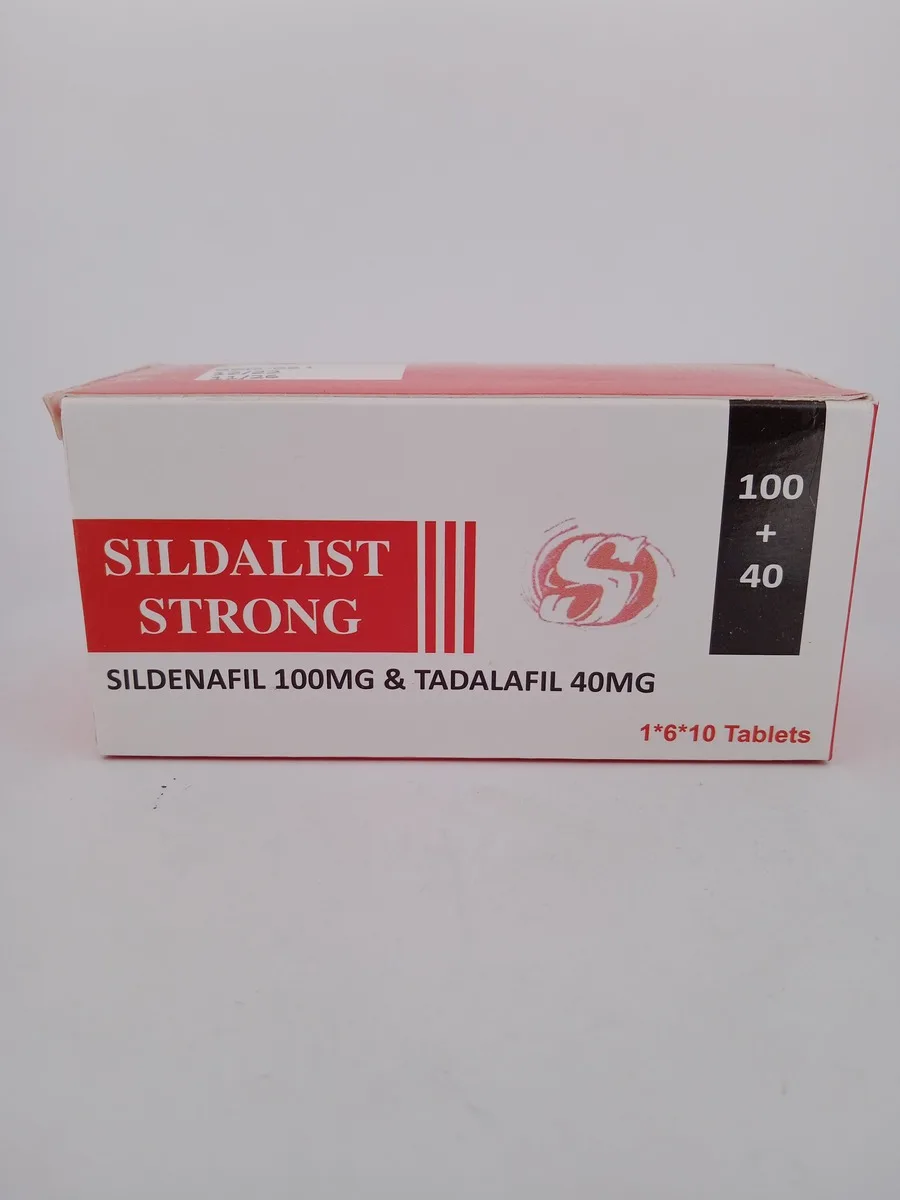 SILDALIST
STRONG
SILDENAFIL 100MG & TADALAFIL 40MG
100
+
40
1*6*10 Tablets